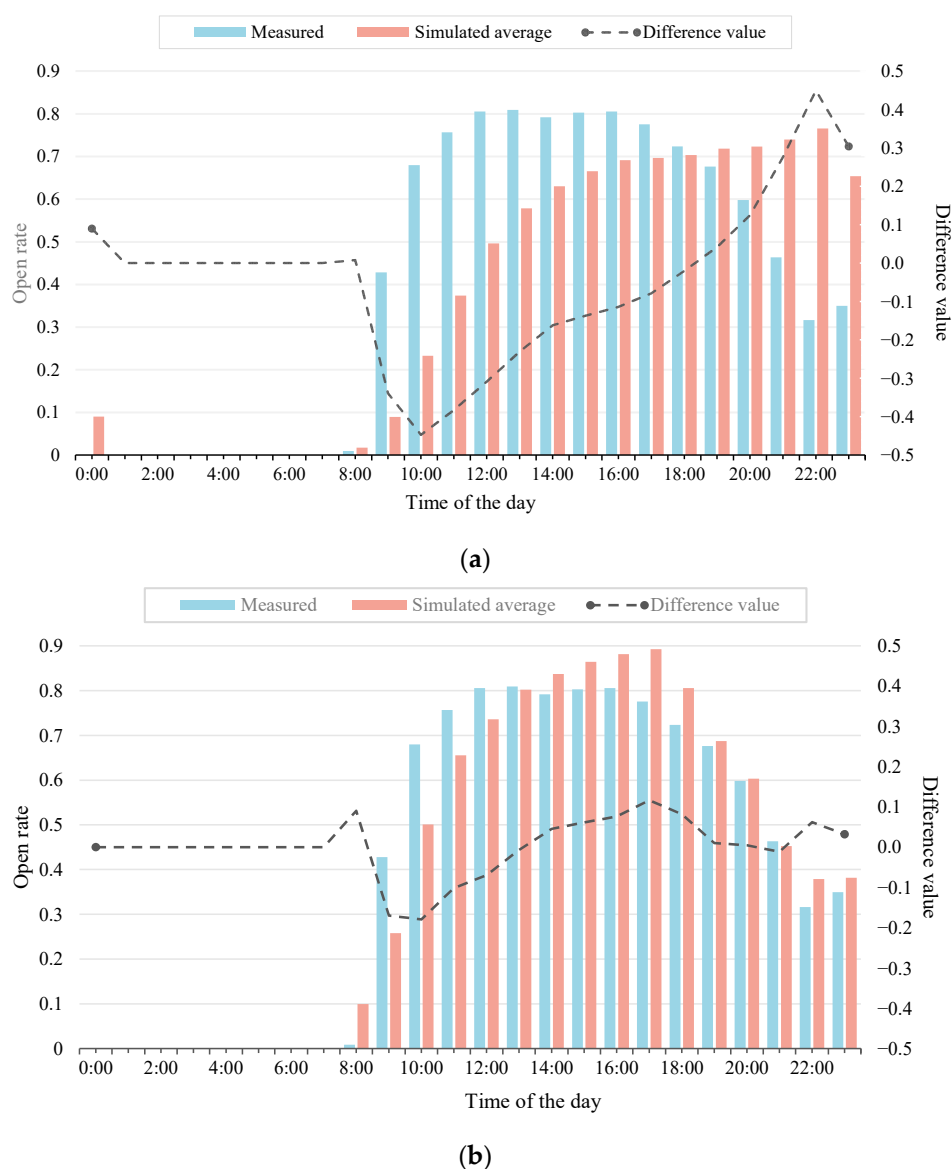 Measured Simulated average Difference value
0.9 0.5
0.8 0.4
0.7 0.3
0.6 0.2
0.5 0.1
0.4 0.0
0.3 −0.1
0.2 −0.2
0.1 −0.3
0 −0.4
−0.5
Open rate
Difference value
0:00 2:00 4:00 6:00 8:00 10:00 12:00 14:00 16:00 18:00 20:00 22:00
Time of the day
(a)
Measured Simulated average Difference value
0.9 0.5
0.8 0.4
0.7 0.3
0.6 0.2
0.5 0.1
0.4 0.0
0.3 −0.1
0.2 −0.2
0.1 −0.3
0 −0.4
−0.5
Open rate
Difference value
0:00 2:00 4:00 6:00 8:00 10:00 12:00 14:00 16:00 18:00 20:00 22:00
Time of the day
(b)